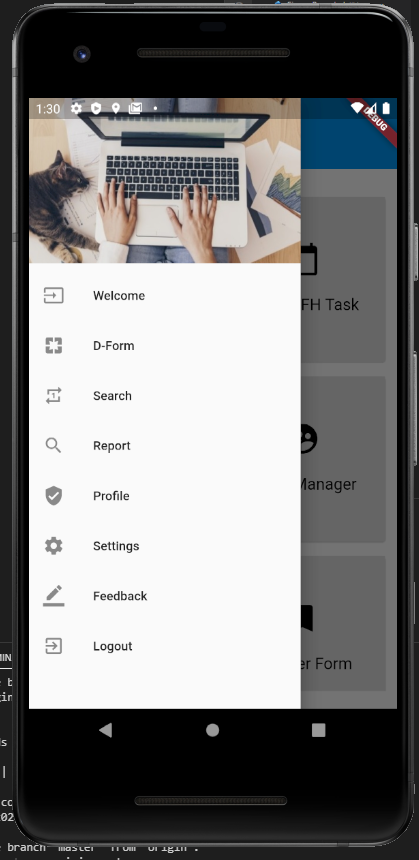 1:30
DEBUG
Welcome
FH Task
D-Form
Search
Report
Manager
Profile
Settings
Feedback
Logout
er Form
branch 'master' from 'origin'.